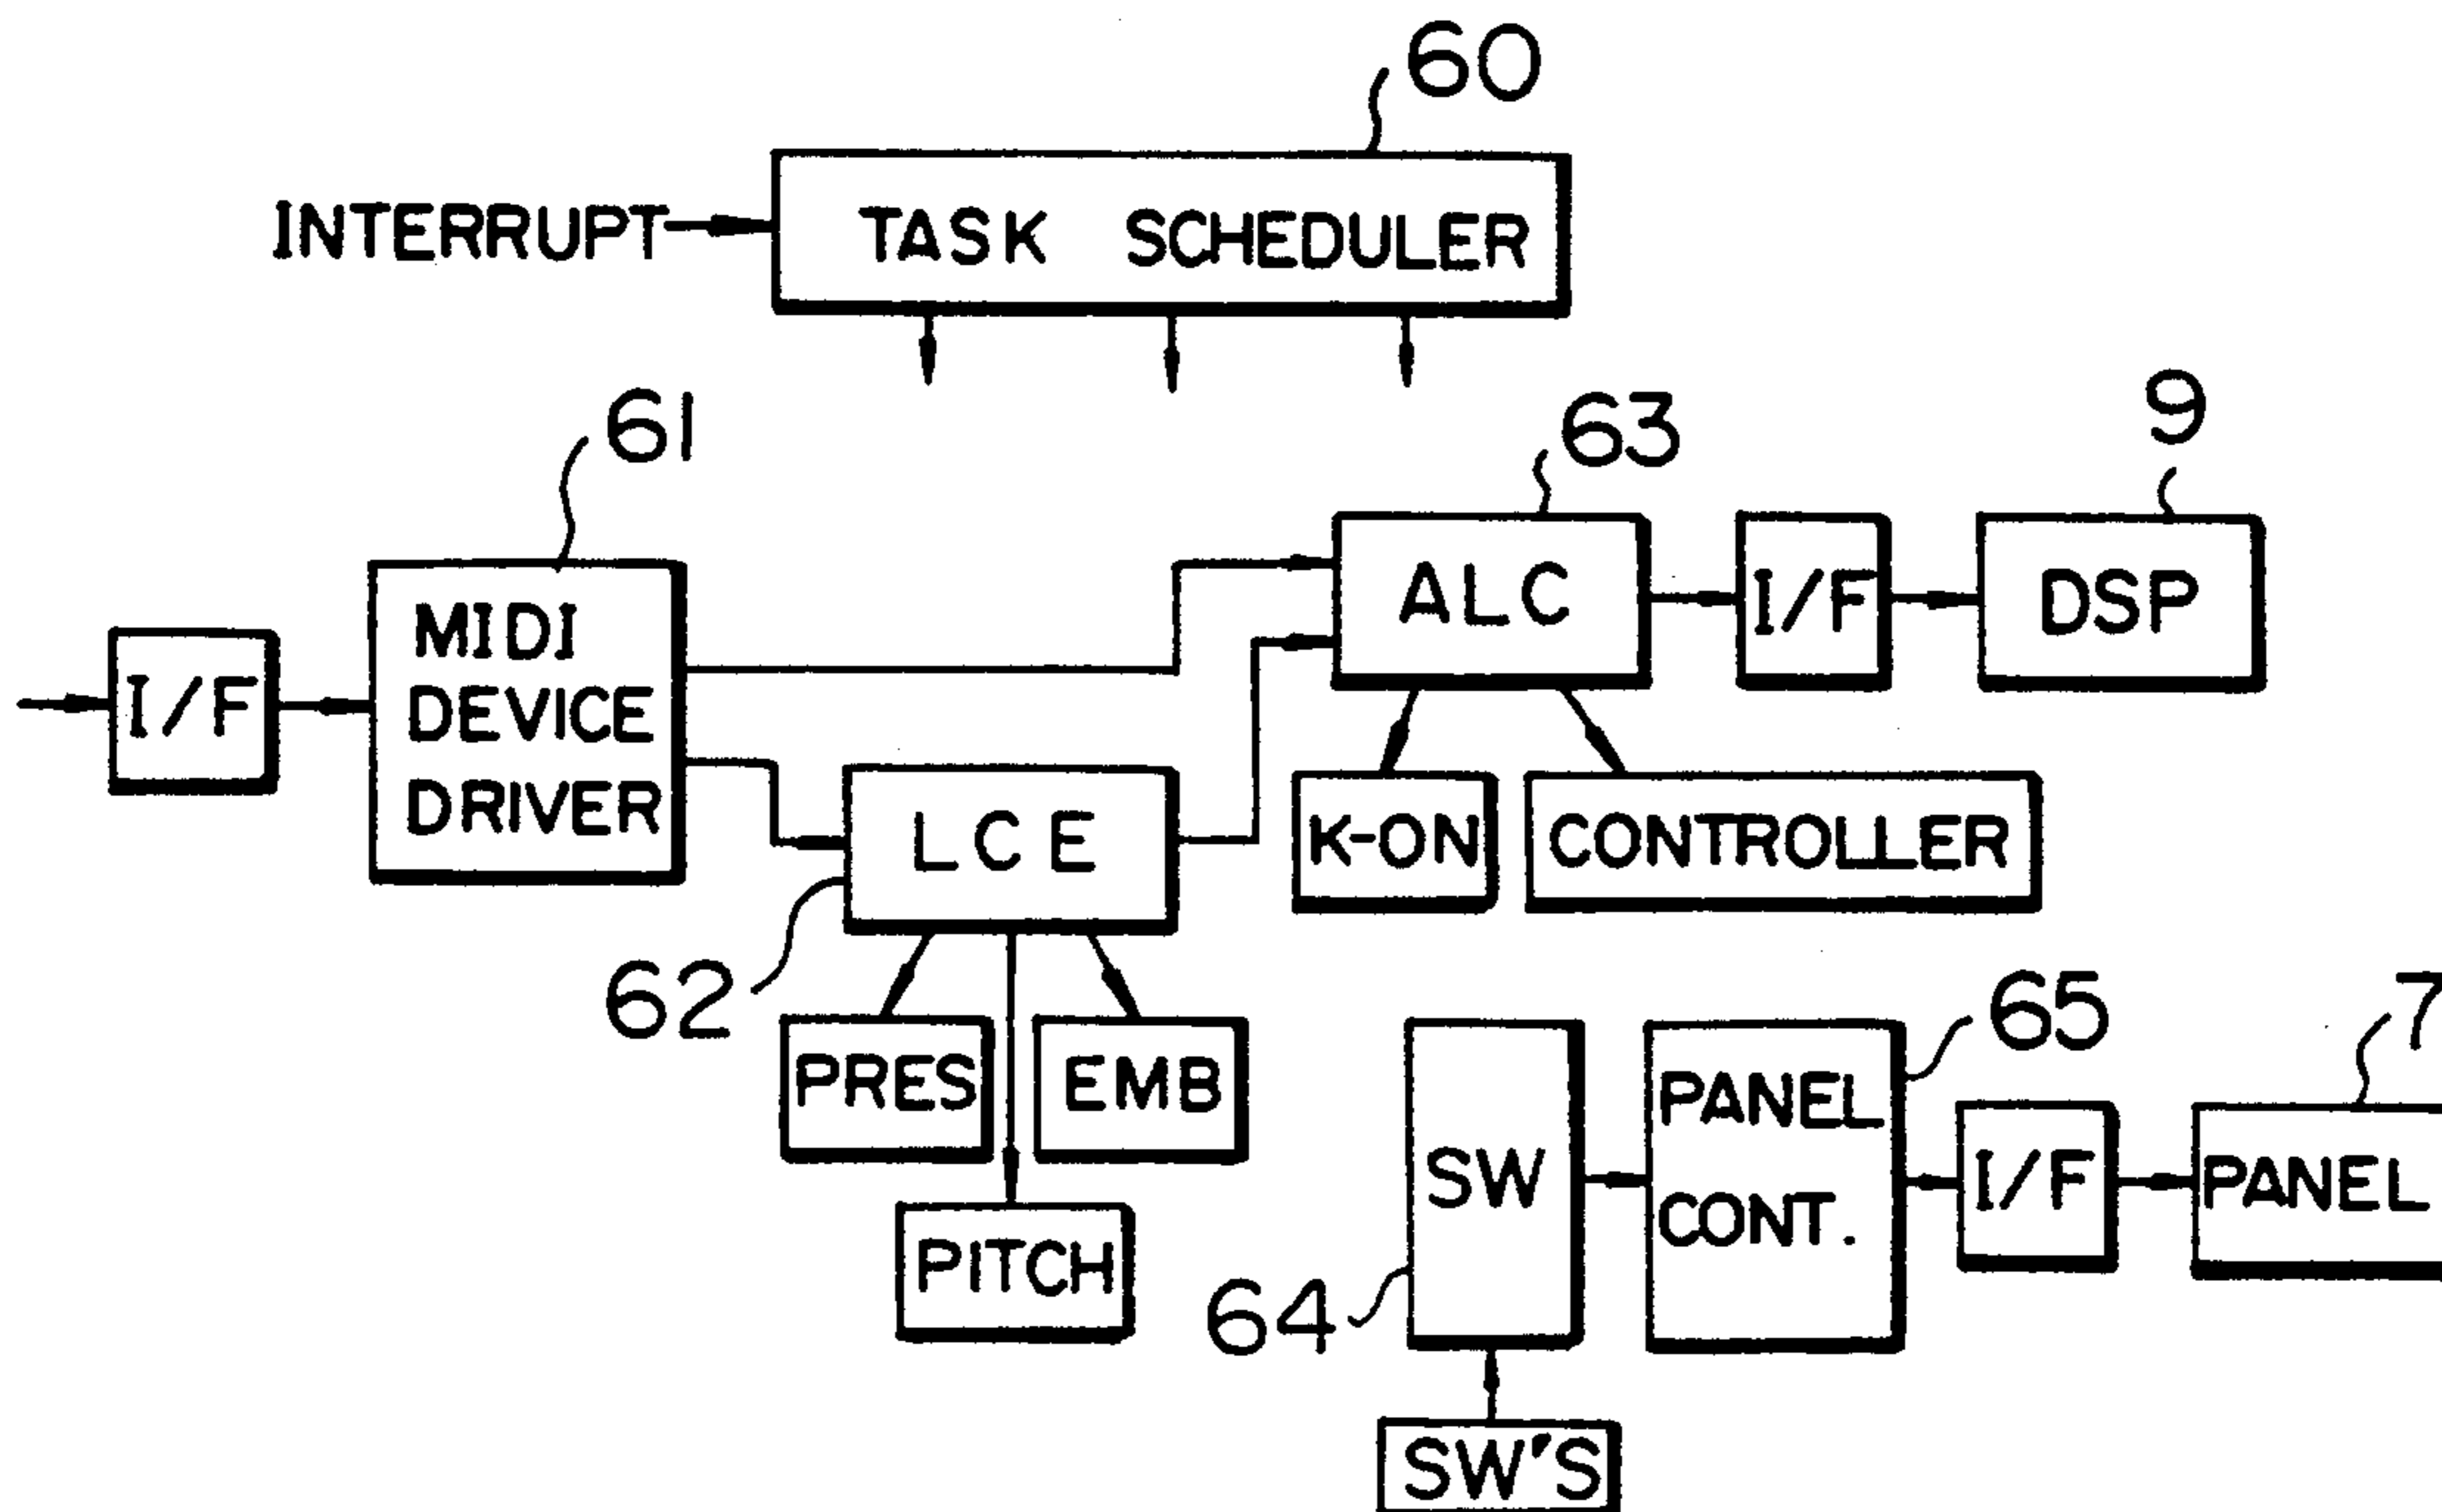 60
INTERRUPT
TASK SCHEDULER
61
63
9
MIDI
DEVICE
DRIVER
I/F
ALC
I/F
DSP
LCE
K-ON
CONTROLLER
62
PRES
EMB
PITCH
65
7
64
SW
PANEL
CONT.
I/F
PANEL
SW'S